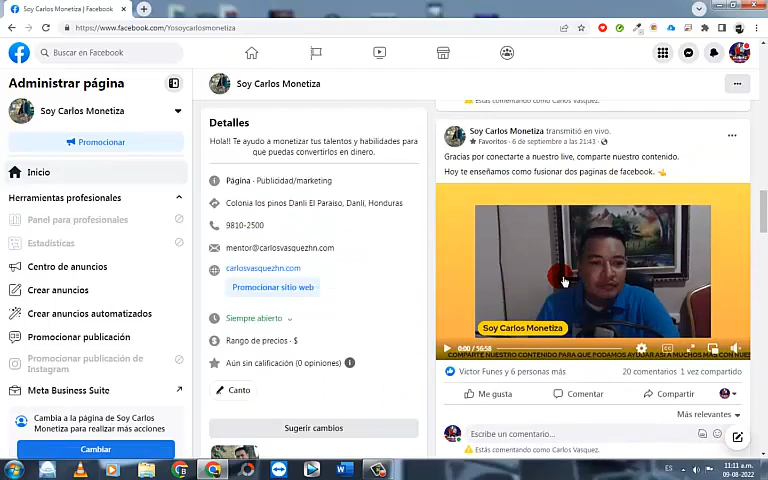 Soy Carlos Monetiza | Facebook
https://www.facebook.com/Yosoycarlosmonetiza
Buscar en Facebook
Administrar página
Soy Carlos Monetiza
Promocionar
Inicio
Herramientas profesionales
Panel para profesionales
Estadísticas
Centro de anuncios
Crear anuncios
Crear anuncios automatizados
Promocionar publicación
Promocionar publicación de
Instagram
Meta Business Suite
Cambia a la página de Soy Carlos
Monetiza para realizar más acciones
Cambiar
Soy Carlos Monetiza
Detalles
Hola!! Te ayudo a monetizar tus talentos y habilidades para
que puedas convertirlos en dinero.
Página · Publicidad/marketing
Colonia los pinos Danli El Paraiso, Danlí, Honduras
9810-2500
mentor@carlosvasquezhn.com
carlosvasquezhn.com
Promocionar sitio web
Siempre abierto
Rango de precios · $
Aún sin calificación (0 opiniones)
Canto
Sugerir cambios
Estás comentando como Carlos Vasquez.
Soy Carlos Monetiza transmitió en vivo.
Favoritos · 6 de septiembre a las 21:43 ·
Gracias por conectarte a nuestro live, comparte nuestro contenido.
Hoy te enseñamos como fusionar dos paginas de facebook.
Soy Carlos Monetiza
0:00 / 56:58
COMPARTE NUESTRO CONTENIDO PARA QUE PODAMOS AYUDAR ASI A MUCHOS MAS CON NUES
Victor Funes y 6 personas más
20 comentarios 1 vez compartido
Me gusta
Comentar
Compartir
Más relevantes
Escribe un comentario...
Estás comentando como Carlos Vasquez.
ES
11:11 a.m.
09-08-2022